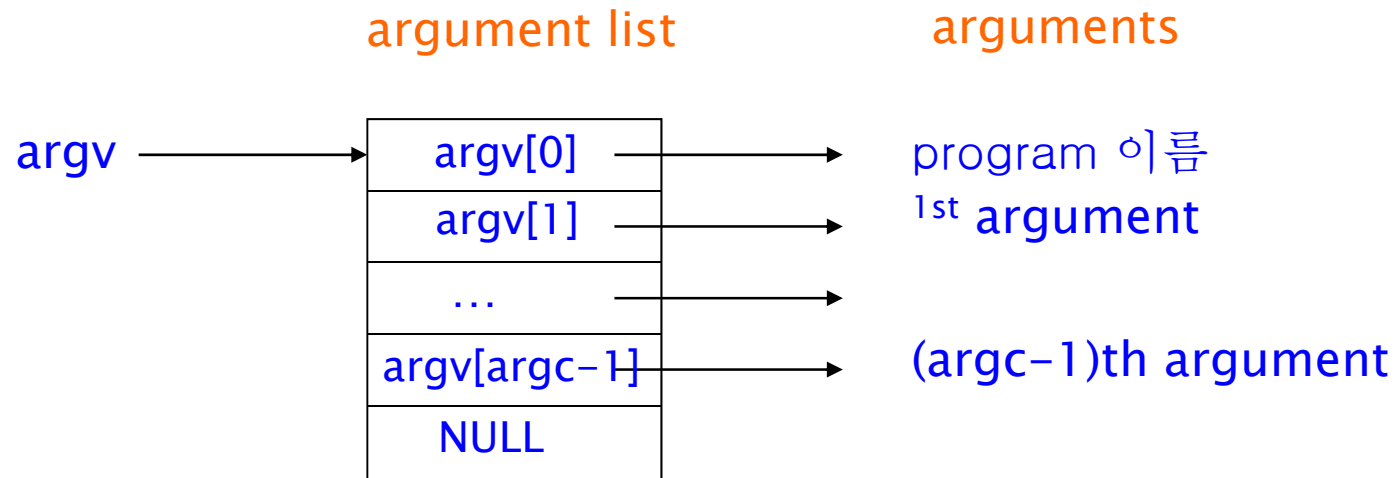 argument list arguments
argv argv[0] program 이름
argv[1] 1st argument
...
argv[argc-1] (argc-1)th argument
NULL